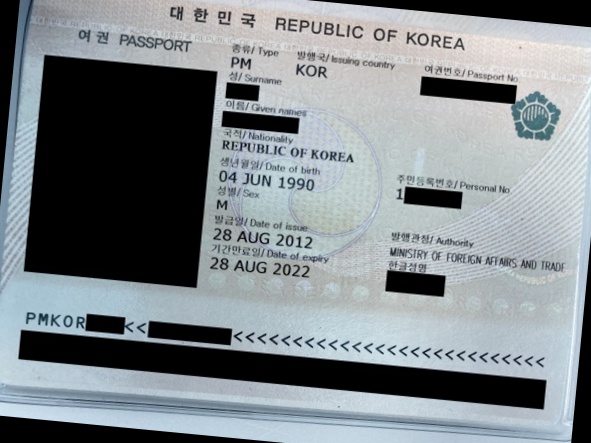 대한민국 REPUBLIC OF KOREA
여권 PASSPORT
종류/ Type 발행국/ Issuing country 여권번호/ Passport No
PM KOR
성/ Surname
이름/ Given names
국적/ Nationality
REPUBLIC OF KOREA
생년월일/ Date of birth 주민등록번호/ Personal No
04 JUN 1990 1
성별/ Sex
M
발급일/ Date of issue 발행관청/ Authority
28 AUG 2012 MINISTRY OF FOREIGN AFFAIRS AND TRADE
기간만료일/ Date of expiry 한글성명
28 AUG 2022
PMKOR <<  <<<<<<<<<<<<<<<<<<<<<<<<<<